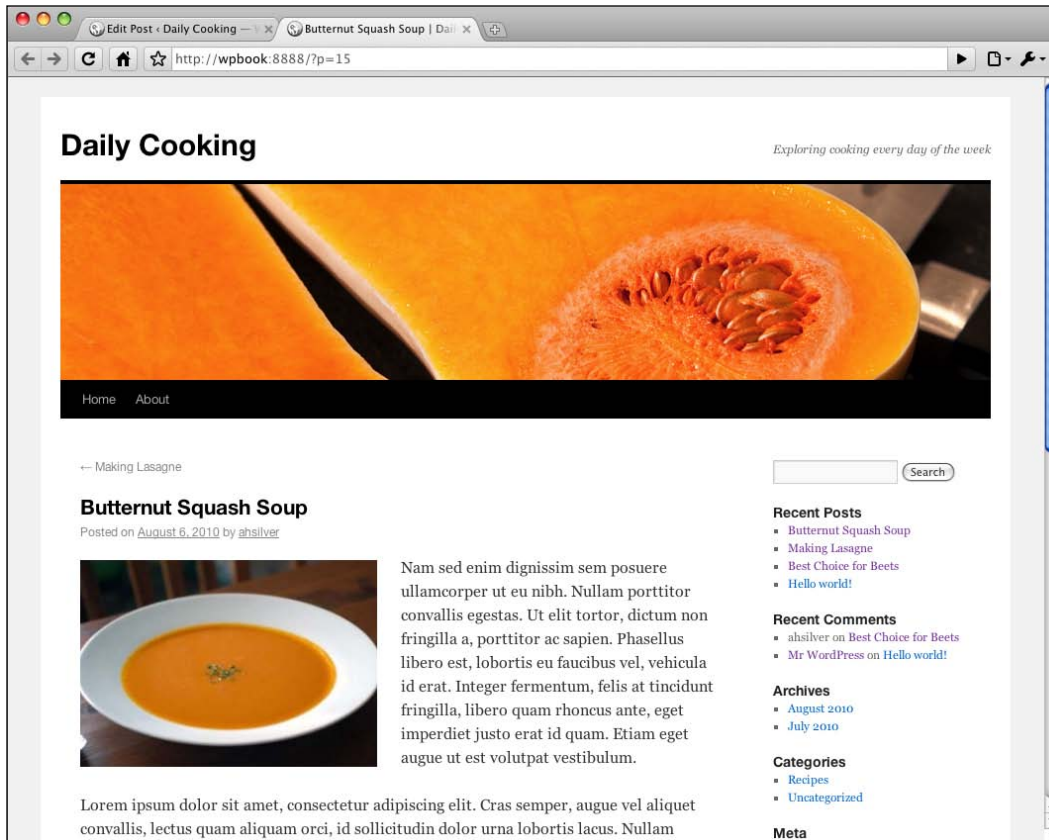 Edit Post ‹ Daily Cooking —
Butternut Squash Soup | Dai
http://wpbook:8888/?p=15
Daily Cooking
Exploring cooking every day of the week
Home About
← Making Lasagne
Butternut Squash Soup
Posted on August 6, 2010 by ahsilver
Nam sed enim dignissim sem posuere
ullamcorper ut eu nibh. Nullam porttitor
convallis egestas. Ut elit tortor, dictum non
fringilla a, porttitor ac sapien. Phasellus
libero est, lobortis eu faucibus vel, vehicula
id erat. Integer fermentum, felis at tincidunt
fringilla, libero quam rhoncus ante, eget
imperdiet justo erat id quam. Etiam eget
augue ut est volutpat vestibulum.
Lorem ipsum dolor sit amet, consectetur adipiscing elit. Cras semper, augue vel aliquet
convallis, lectus quam aliquam orci, id sollicitudin dolor urna lobortis lacus. Nullam
Search
Recent Posts
Butternut Squash Soup
Making Lasagne
Best Choice for Beets
Hello world!
Recent Comments
ahsilver on Best Choice for Beets
Mr WordPress on Hello world!
Archives
August 2010
July 2010
Categories
Recipes
Uncategorized
Meta